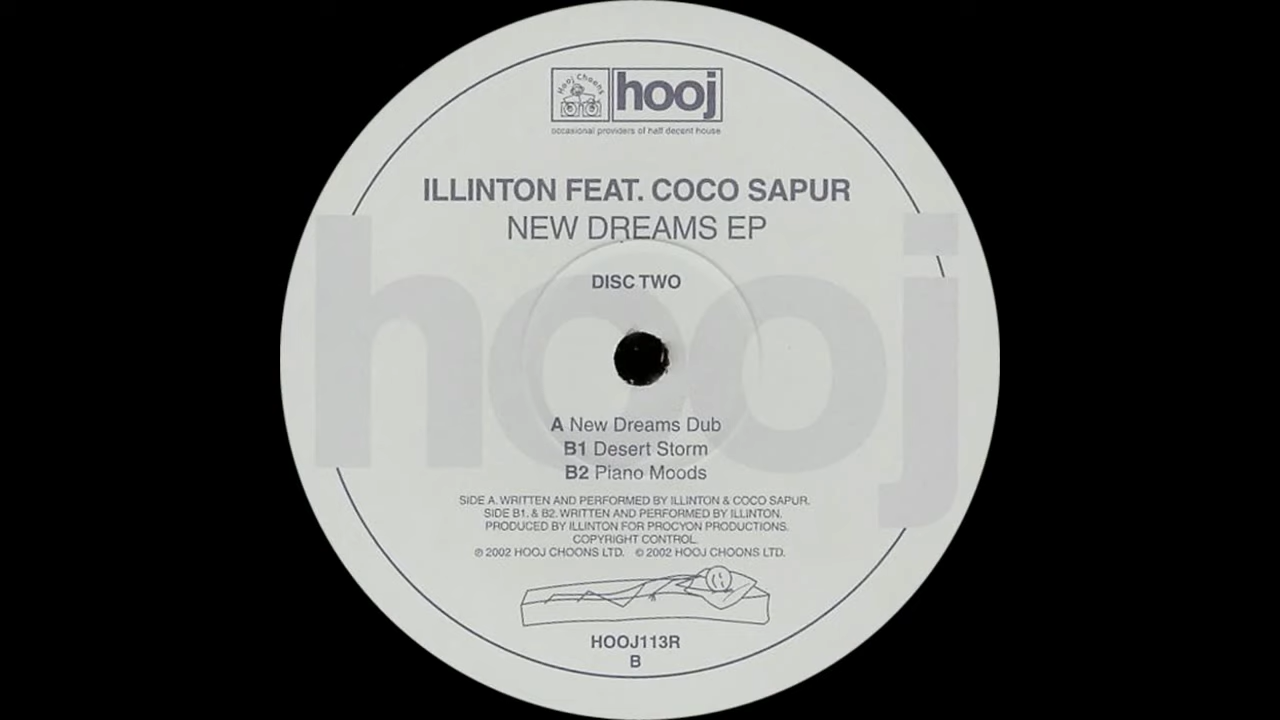 Hooj Choons
hooj
occasional providers of half decent house
ILLINTON FEAT. COCO SAPUR
NEW DREAMS EP
DISC TWO
hooj
A New Dreams Dub
B1 Desert Storm
B2 Piano Moods
SIDE A. WRITTEN AND PERFORMED BY ILLINTON & COCO SAPUR.
SIDE B1. & B2. WRITTEN AND PERFORMED BY ILLINTON.
PRODUCED BY ILLINTON FOR PROCYON PRODUCTIONS.
COPYRIGHT CONTROL.
℗ 2002 HOOJ CHOONS LTD. © 2002 HOOJ CHOONS LTD.
HOOJ113R
B